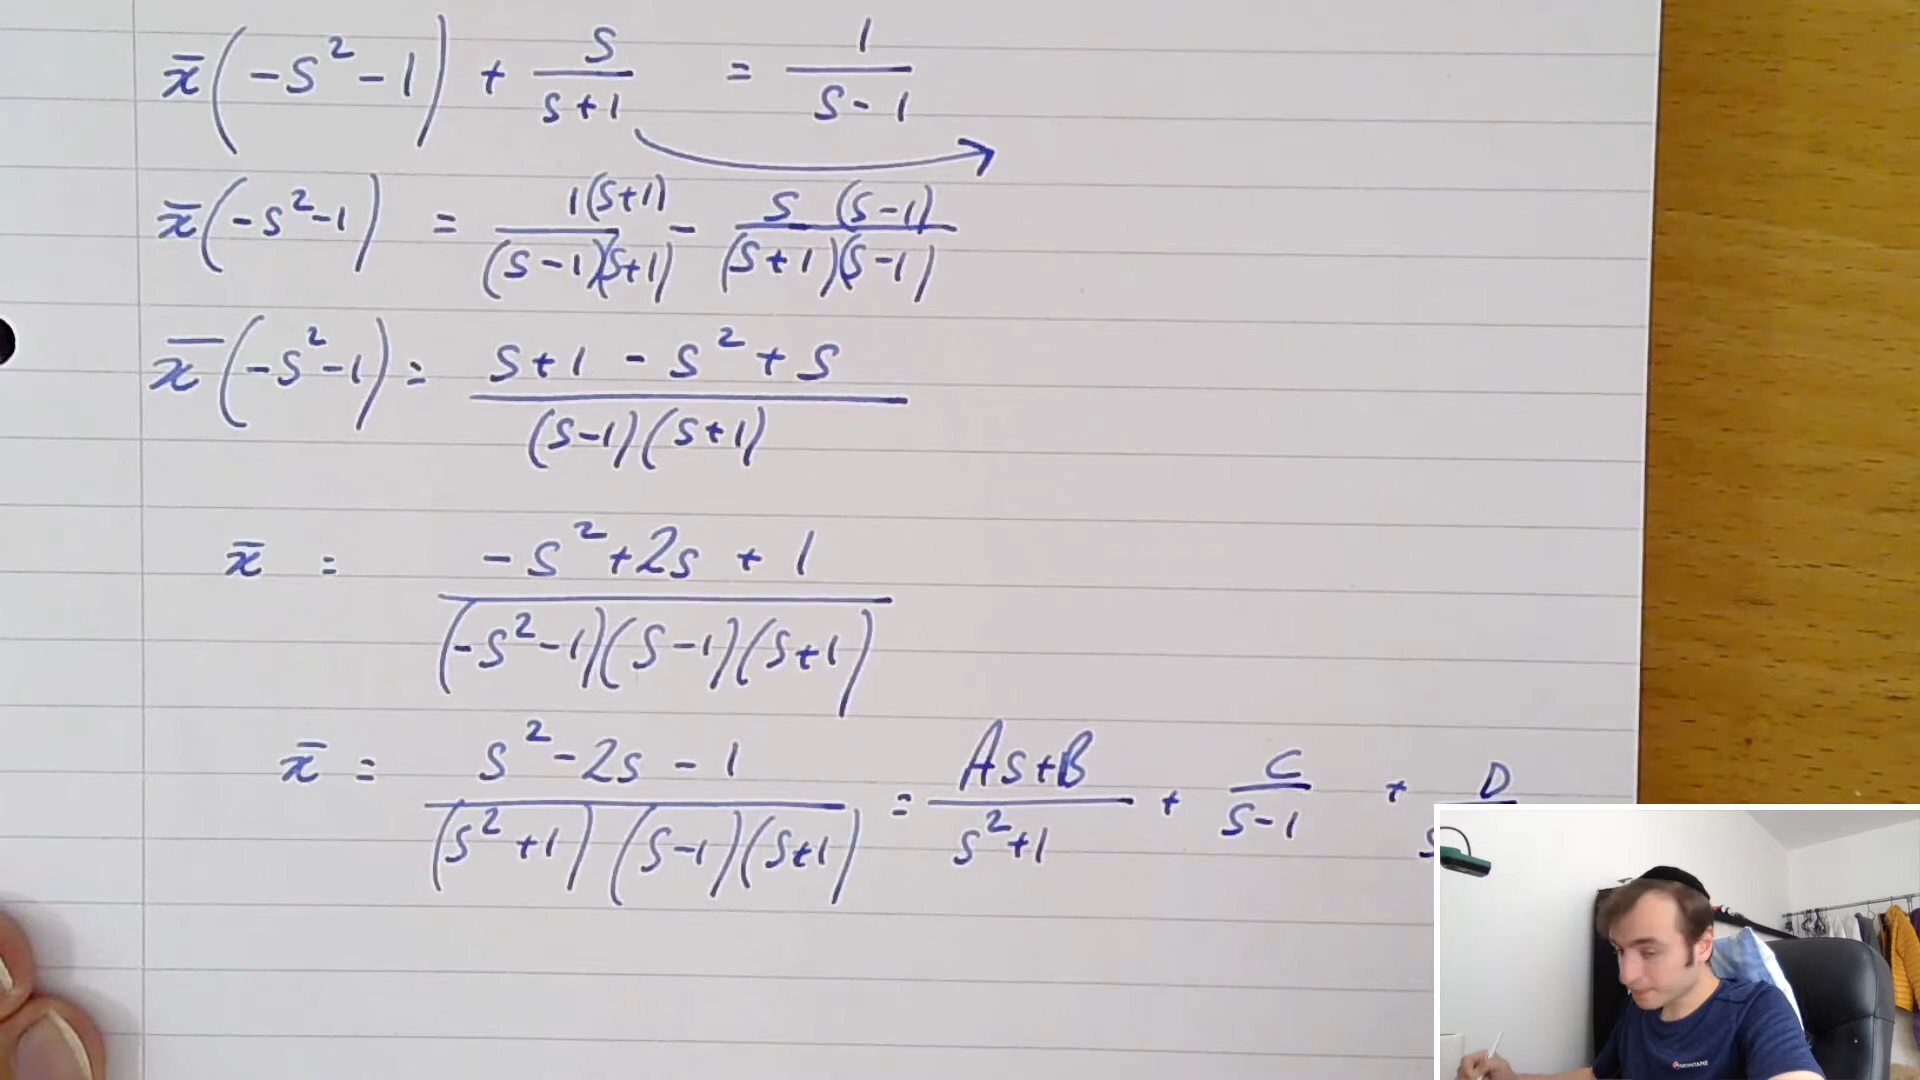 x̄(-s²-1) + s/(s+1) = 1/(s-1)
x̄(-s²-1) = 1(s+1)/((s-1)(s+1)) - s(s-1)/((s+1)(s-1))
x̄(-s²-1) = (s+1-s²+s)/((s-1)(s+1))
x̄ = (-s²+2s+1)/((-s²-1)(s-1)(s+1))
x̄ = (s²-2s-1)/((s²+1)(s-1)(s+1)) = (As+B)/(s²+1) + C/(s-1) + D
MONTANE